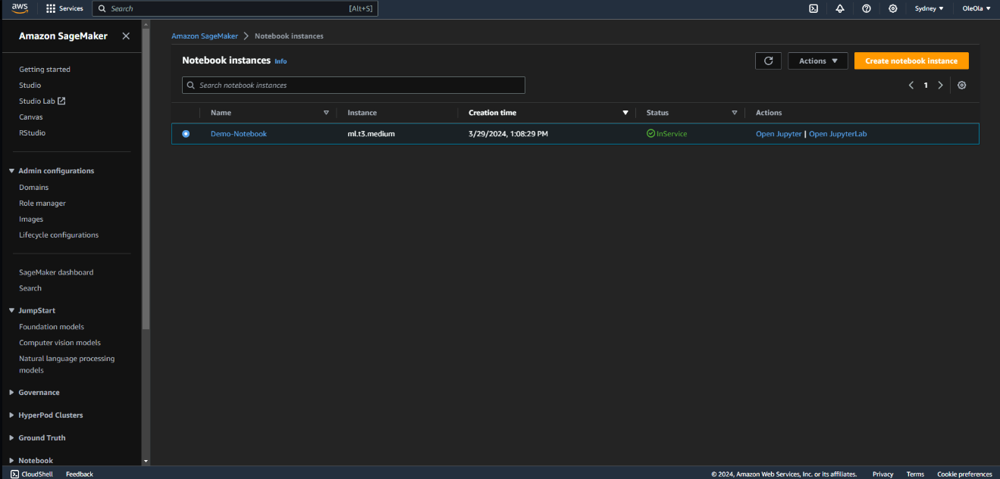 aws Services Search [Alt+S] Sydney ▼ OleOla ▼
Amazon SageMaker
Getting started
Studio
Studio Lab
Canvas
RStudio
Admin configurations
Domains
Role manager
Images
Lifecycle configurations
SageMaker dashboard
Search
JumpStart
Foundation models
Computer vision models
Natural language processing
models
Governance
HyperPod Clusters
Ground Truth
Notebook
Amazon SageMaker > Notebook instances
Notebook instances Info Actions ▼ Create notebook instance
Search notebook instances 1
Name Instance Creation time Status Actions
Demo-Notebook ml.t3.medium 3/29/2024, 1:08:29 PM InService Open Jupyter | Open JupyterLab
CloudShell Feedback © 2024, Amazon Web Services, Inc. or its affiliates. Privacy Terms Cookie preferences